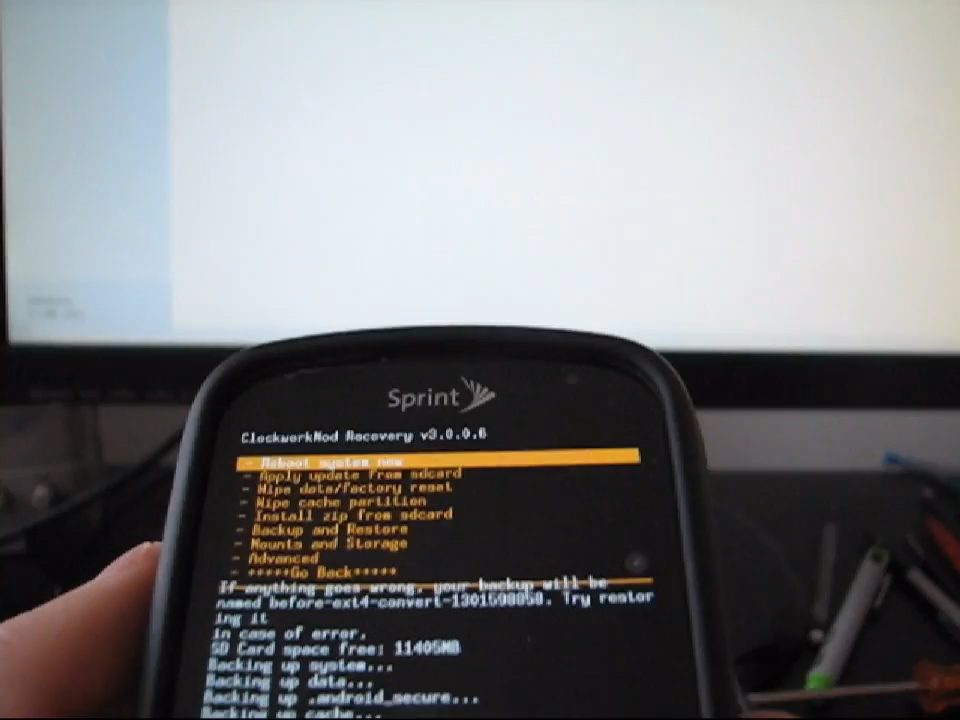 Sprint
ClockworkMod Recovery v3.0.0.6
- Reboot system now
- Apply update from sdcard
- Wipe data/factory reset
- Wipe cache partition
- Install zip from sdcard
- Backup and Restore
- Mounts and Storage
- Advanced
- *****Go Back*****
If anything goes wrong, your backup will be
named before-ext4-convert-1301598858. Try restor
ing it
in case of error.
SD Card space free: 11405MB
Backing up system...
Backing up data...
Backing up .android_secure...
Backing up cache...